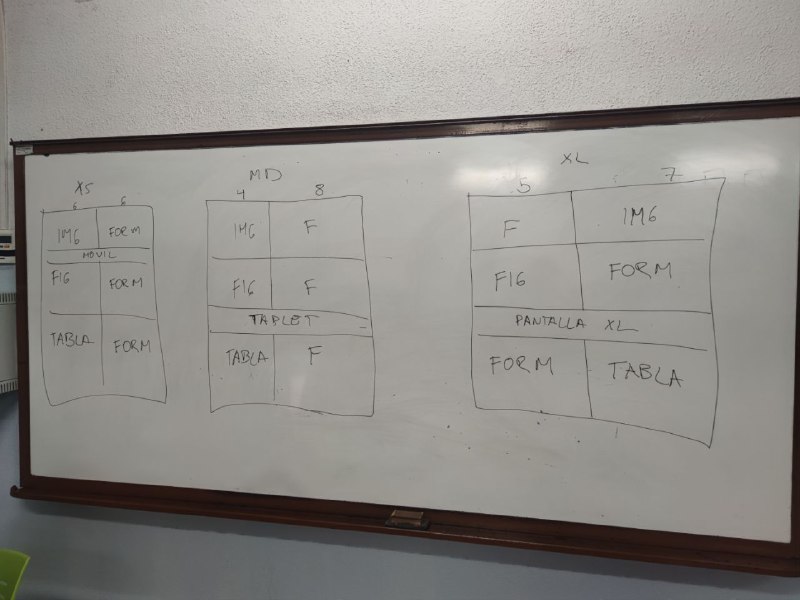 XS
6 6
IMG FORM
MOVIL
FIG FORM
TABLA FORM
MD
4 8
IMG F
FIG F
TABLET
TABLA F
XL
5 7
F IMG
FIG FORM
PANTALLA XL
FORM TABLA